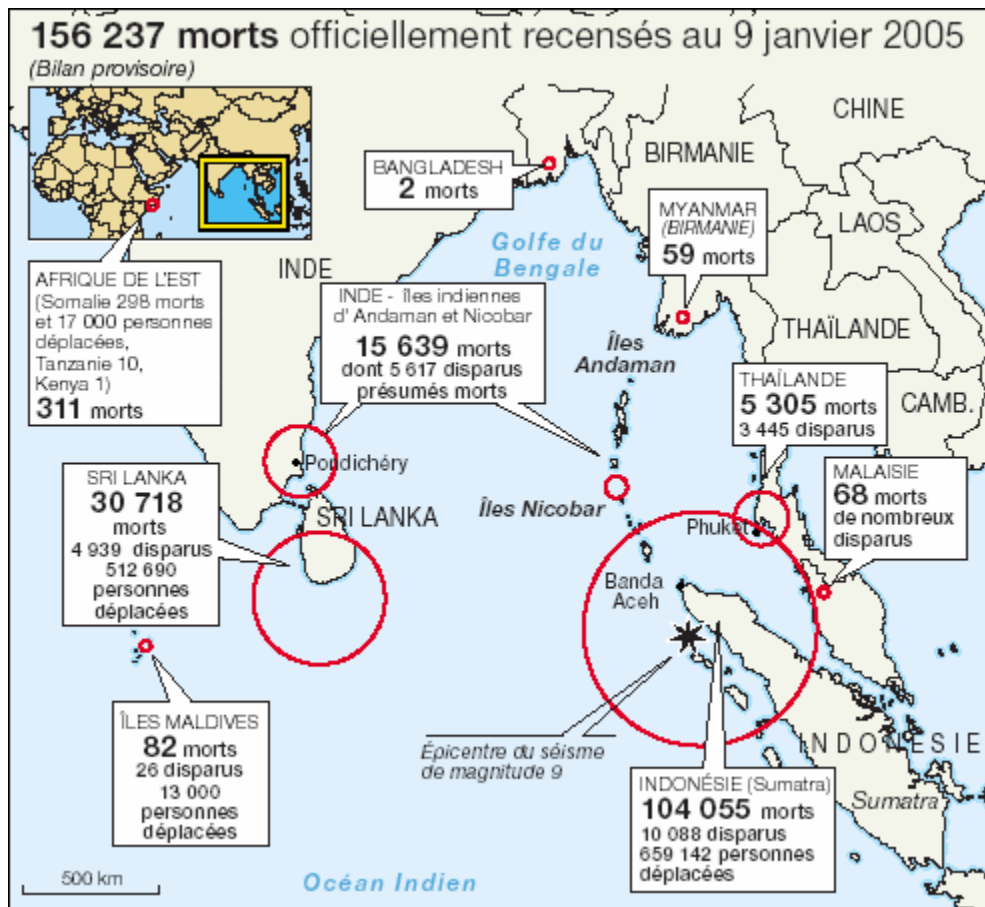 156 237 morts officiellement recensés au 9 janvier 2005
(Bilan provisoire)
CHINE
BIRMANIE
BANGLADESH
2 morts
LAOS
MYANMAR
(BIRMANIE)
59 morts
Golfe du
Bengale
INDE
AFRIQUE DE L'EST
(Somalie 298 morts
et 17 000 personnes
déplacées,
Tanzanie 10,
Kenya 1)
311 morts
INDE - îles indiennes
d' Andaman et Nicobar
15 639 morts
dont 5 617 disparus
présumés morts
Îles
Andaman
THAÏLANDE
THAÏLANDE
5 305 morts
3 445 disparus
CAMB.
Pondichéry
SRI LANKA
30 718
morts
4 939 disparus
512 690
personnes
déplacées
SRI LANKA
Îles Nicobar
MALAISIE
68 morts
de nombreux
disparus
Phuket
Banda
Aceh
ÎLES MALDIVES
82 morts
26 disparus
13 000
personnes
déplacées
Épicentre du séisme
de magnitude 9
INDONÉSIE
INDONÉSIE (Sumatra)
104 055 morts
10 088 disparus
659 142 personnes
déplacées
Sumatra
500 km
Océan Indien